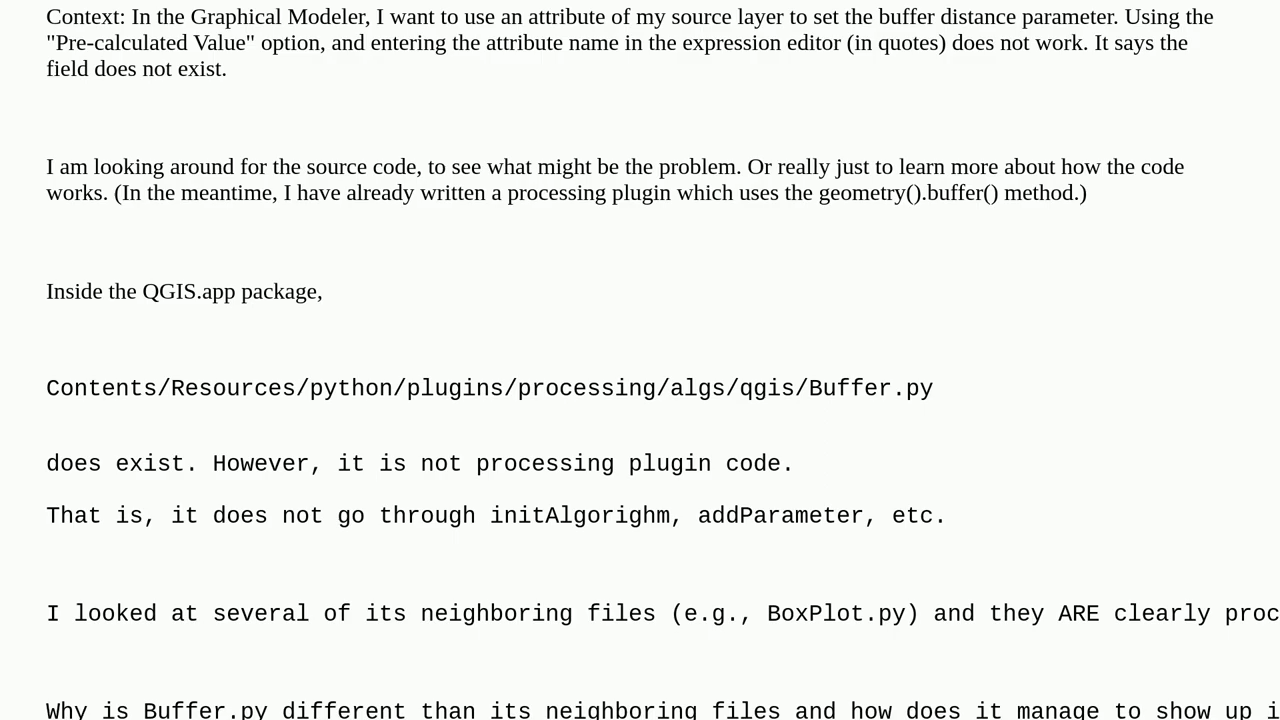 Context: In the Graphical Modeler, I want to use an attribute of my source layer to set the buffer distance parameter. Using the
"Pre-calculated Value" option, and entering the attribute name in the expression editor (in quotes) does not work. It says the
field does not exist.
I am looking around for the source code, to see what might be the problem. Or really just to learn more about how the code
works. (In the meantime, I have already written a processing plugin which uses the geometry().buffer() method.)
Inside the QGIS.app package,
Contents/Resources/python/plugins/processing/algs/qgis/Buffer.py
does exist. However, it is not processing plugin code.
That is, it does not go through initAlgorighm, addParameter, etc.
I looked at several of its neighboring files (e.g., BoxPlot.py) and they ARE clearly proc
Why is Buffer.py different than its neighboring files and how does it manage to show up i